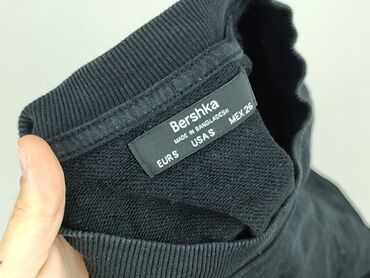 Bershka
MADE IN BANGLADESH
EUR S USA S MEX 26